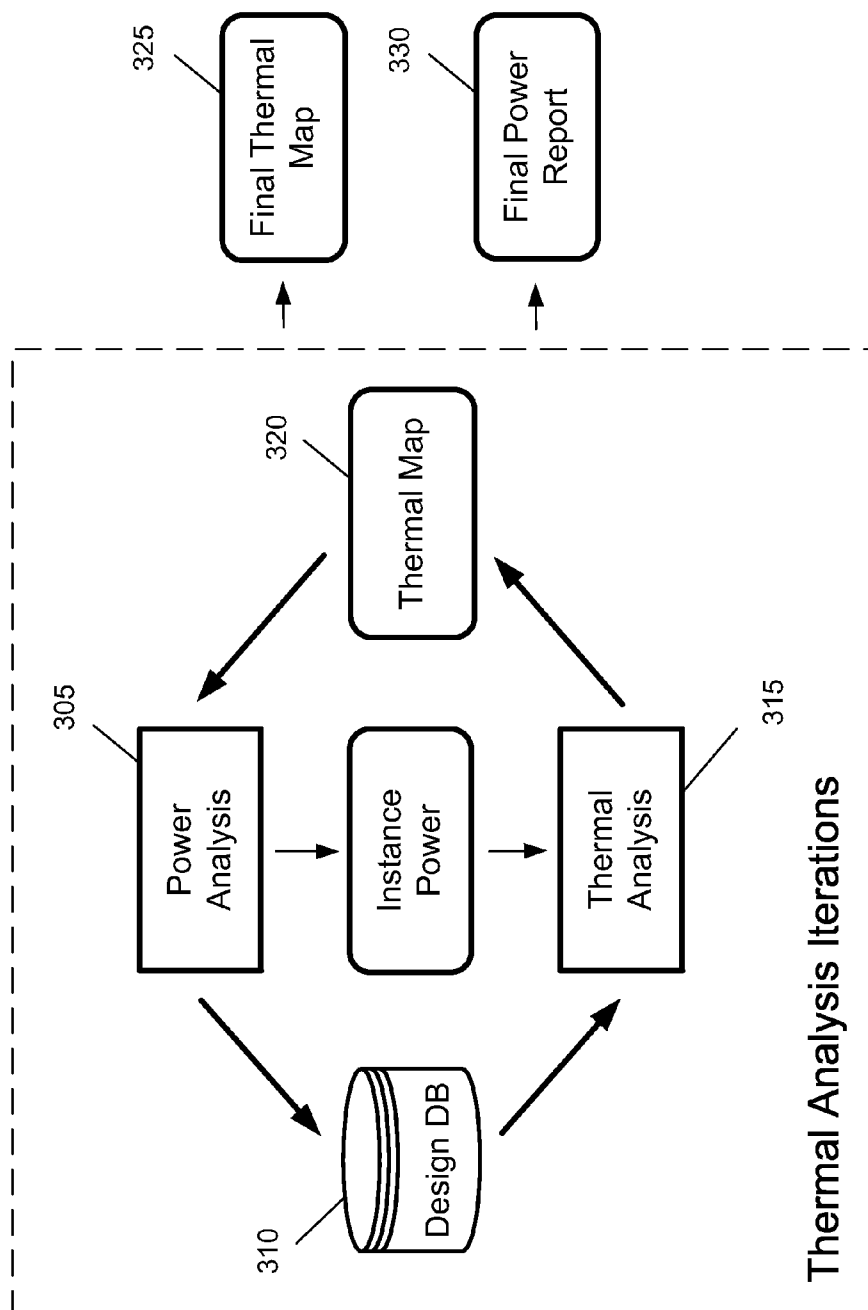 305
Power
Analysis
310
Design DB
Instance
Power
320
Thermal Map
Thermal
Analysis
315
325
Final Thermal
Map
330
Final Power
Report
Thermal Analysis Iterations